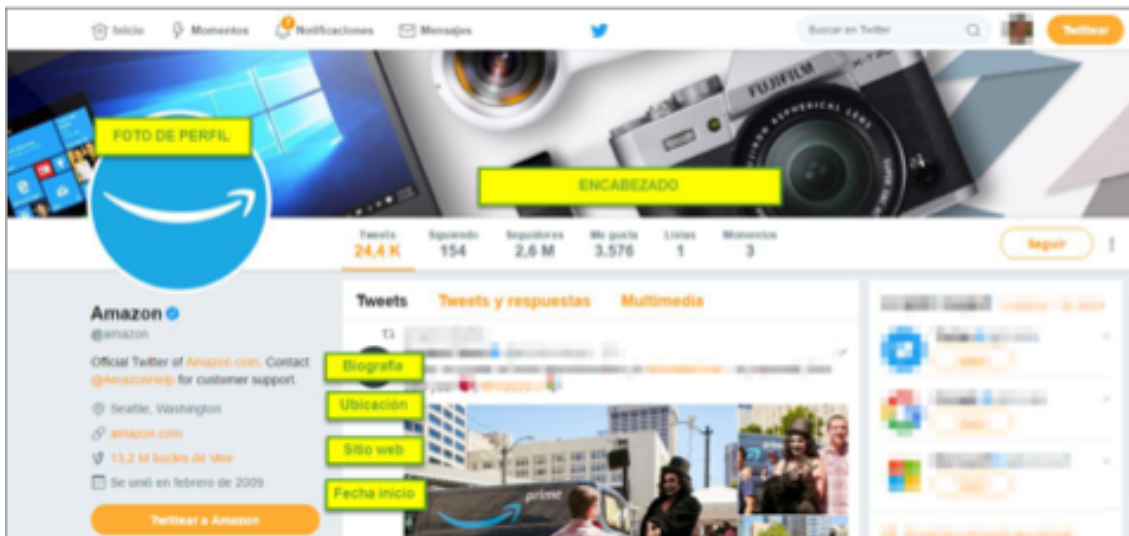 Inicio Momentos Notificaciones Mensajes Buscar en Twitter Twittear
FUJIFILM X-T20
FOTO DE PERFIL
ENCABEZADO
Tweets Siguiendo Seguidores Me gusta Listas Momentos
24,4 K 154 2,6 M 3.576 1 3
Seguir
Amazon
@amazon
Official Twitter of Amazon.com. Contact
@AmazonHelp for customer support.
Seattle, Washington
amazon.com
13,2 M bucles de Vine
Se unió en febrero de 2009
Twittear a Amazon
Tweets Tweets y respuestas Multimedia
Biografia
Ubicación
Sitio web
Fecha inicio
prime